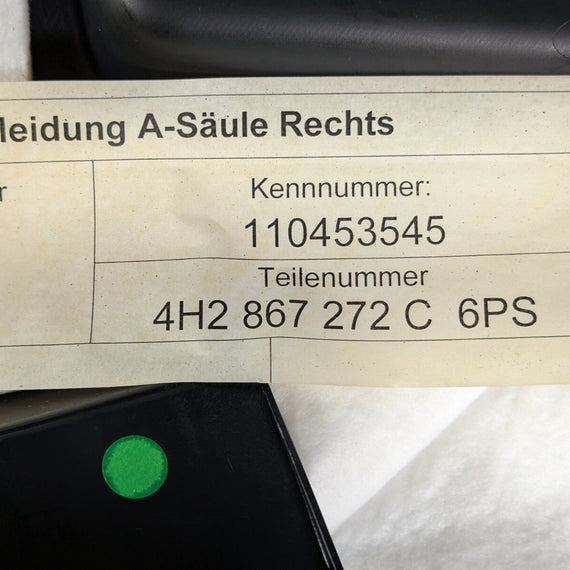 leidung A-Säule Rechts
r
Kennnummer:
110453545
Teilenummer
4H2 867 272 C 6PS